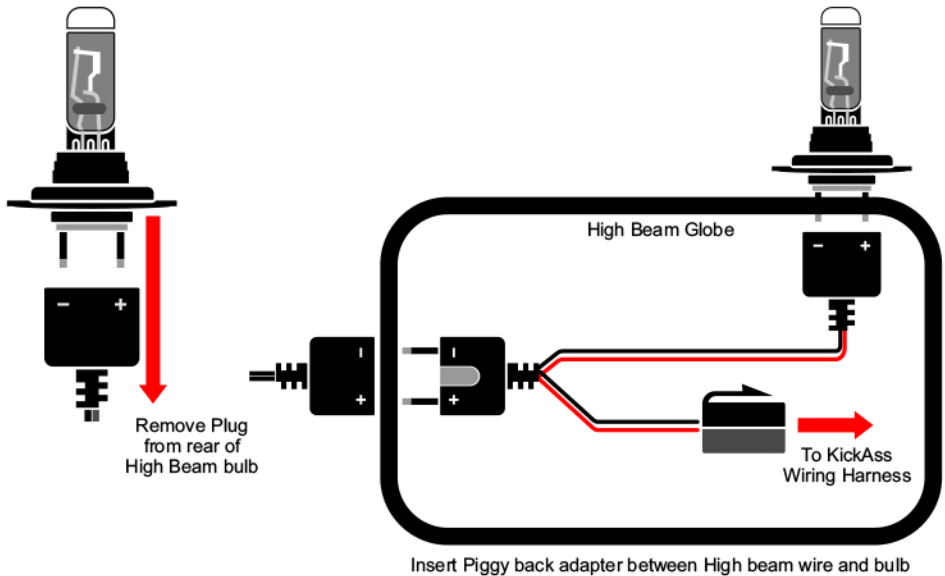 High Beam Globe
− +
− +
−
+
−
+
Remove Plug
from rear of
High Beam bulb
To KickAss
Wiring Harness
Insert Piggy back adapter between High beam wire and bulb